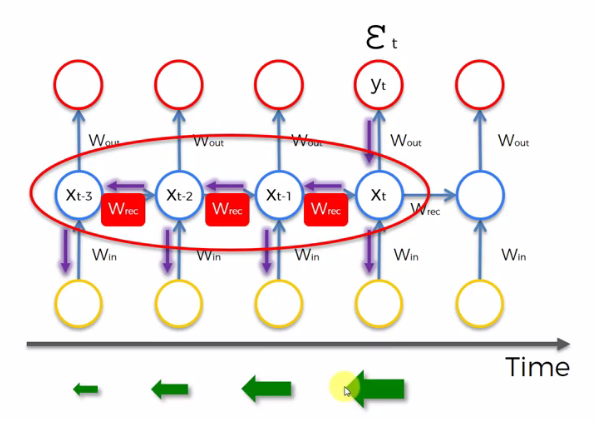 εt
yt
Wout Wout Wout Wout Wout
xt-3 xt-2 xt-1 xt
Wrec Wrec Wrec Wrec
Win Win Win Win Win
Time